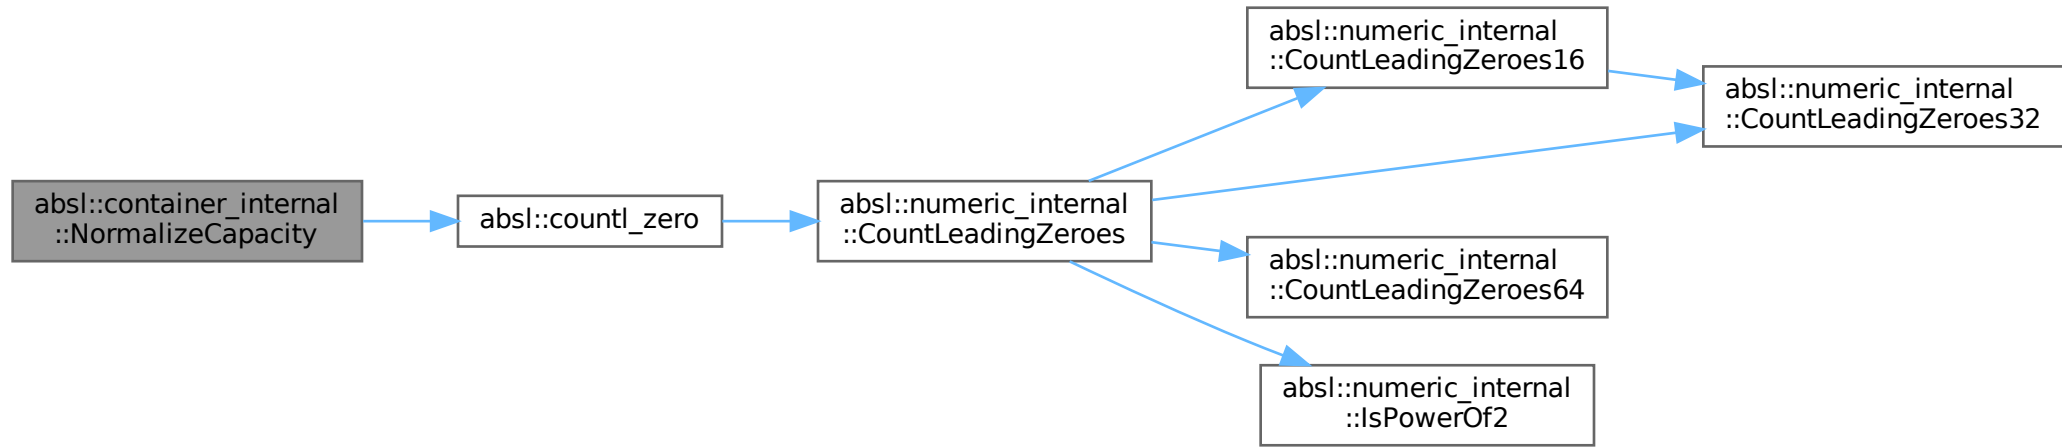 absl::container_internal
::NormalizeCapacity
absl::countl_zero
absl::numeric_internal
::CountLeadingZeroes
absl::numeric_internal
::CountLeadingZeroes16
absl::numeric_internal
::CountLeadingZeroes32
absl::numeric_internal
::CountLeadingZeroes64
absl::numeric_internal
::IsPowerOf2